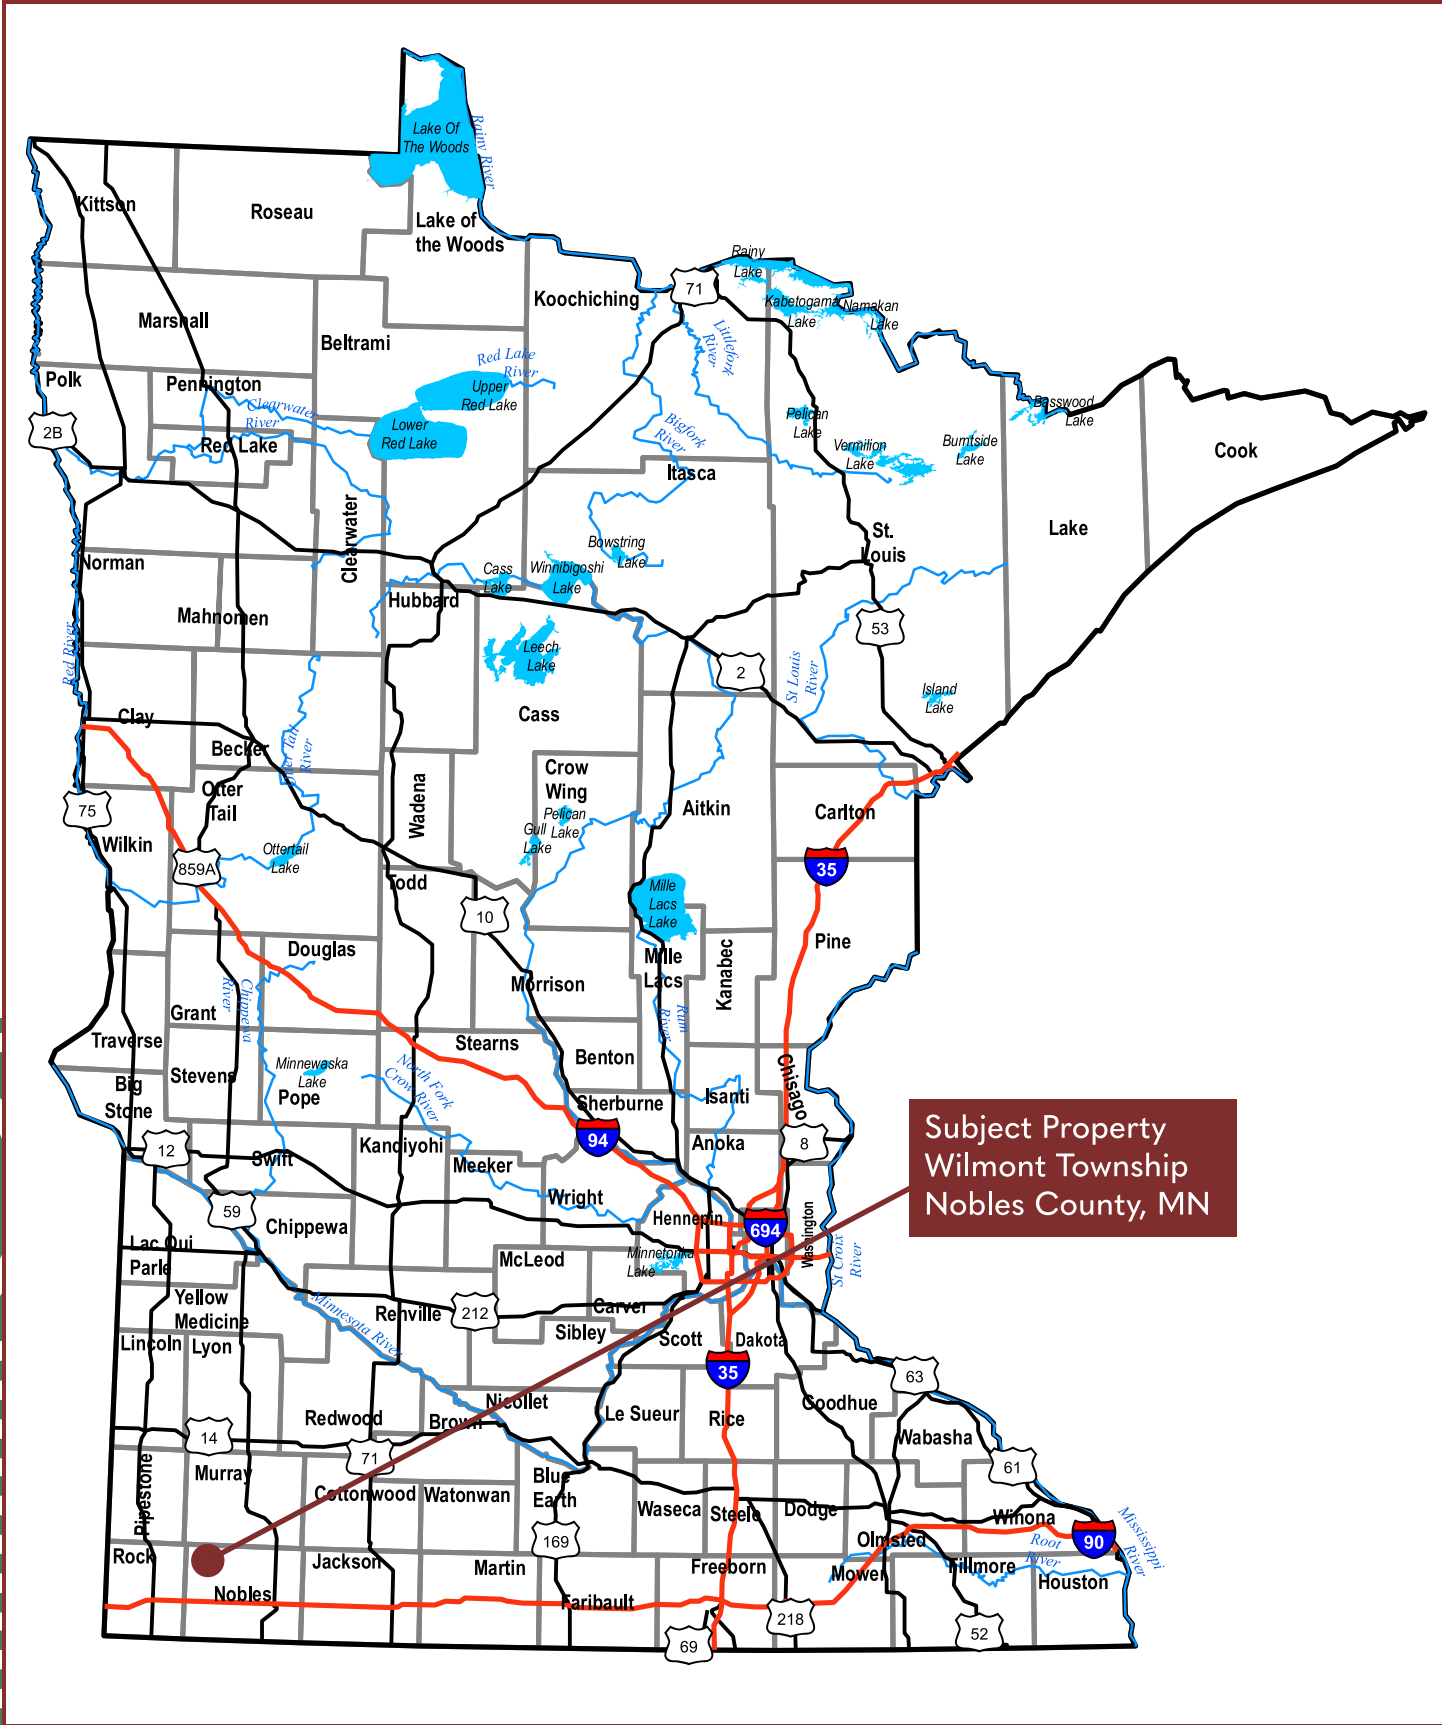 Lake Of
The Woods
Rainy River
Kittson
Roseau
Lake of
the Woods
Rainy
Lake
71
Koochiching
Kabetogama
Lake
Namakan
Lake
Marshall
Beltrami
Littlefork
River
Red Lake
River
Polk
Pennington
Upper
Red Lake
Clearwater
River
Basswood
Lake
Pelican
Lake
2B
Lower
Red Lake
Bigfork
River
Red Lake
Vermilion
Lake
Burntside
Lake
Cook
Itasca
Clearwater
St.
Louis
Lake
Bowstring
Lake
Norman
Cass
Lake
Winnibigoshi
Lake
Hubbard
Mahnomen
53
Red River
Leech
Lake
2
St Louis
River
Island
Lake
Clay
Cass
Becker
Otter Tail
River
Crow
Wing
Otter
Tail
Wadena
75
Pelican
Lake
Aitkin
Carlton
Gull
Lake
Wilkin
Ottertail
Lake
859A
35
Todd
Mille
Lacs
Lake
10
Douglas
Pine
Mille
Lacs
Kanabec
Morrison
Chippewa
River
Grant
Rum
River
Traverse
Stearns
Benton
Stevens
Minnewaska
Lake
Big
Stone
Pope
North Fork
Crow River
Chisago
Isanti
Sherburne
94
Anoka
8
Subject Property
Wilmont Township
Nobles County, MN
12
Swift
Kandiyohi
Meeker
Wright
59
Chippewa
Hennepin
694
Washington
Lac Qui
Parle
McLeod
Minnetonka
Lake
St Croix
River
Yellow
Medicine
Minnesota River
Renville
212
Carver
Lincoln
Lyon
Sibley
Scott
Dakota
35
63
Nicollet
Redwood
Brown
Le Sueur
Rice
Goodhue
14
71
Wabasha
Murray
Pipestone
Blue
Earth
61
Cottonwood
Watonwan
Waseca
Steele
Dodge
Winona
169
Olmsted
90
Mississippi
River
Root
River
Rock
Jackson
Martin
Freeborn
Mower
Fillmore
Houston
Nobles
Faribault
218
69
52